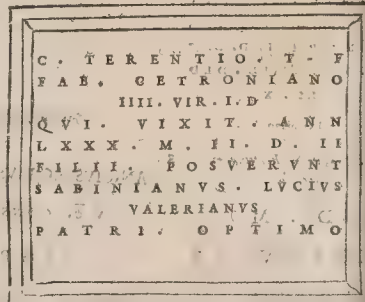 C. TERENTIO. T. F
FAB. CETRONIANO
IIII. VIR. I. D
QVI. VIXIT. ANN
LXXX. M. II. D. II
FILII. POSVERVNT
SABINIANVS. LVCIVS
VALERIANVS
PATRI. OPTIMO